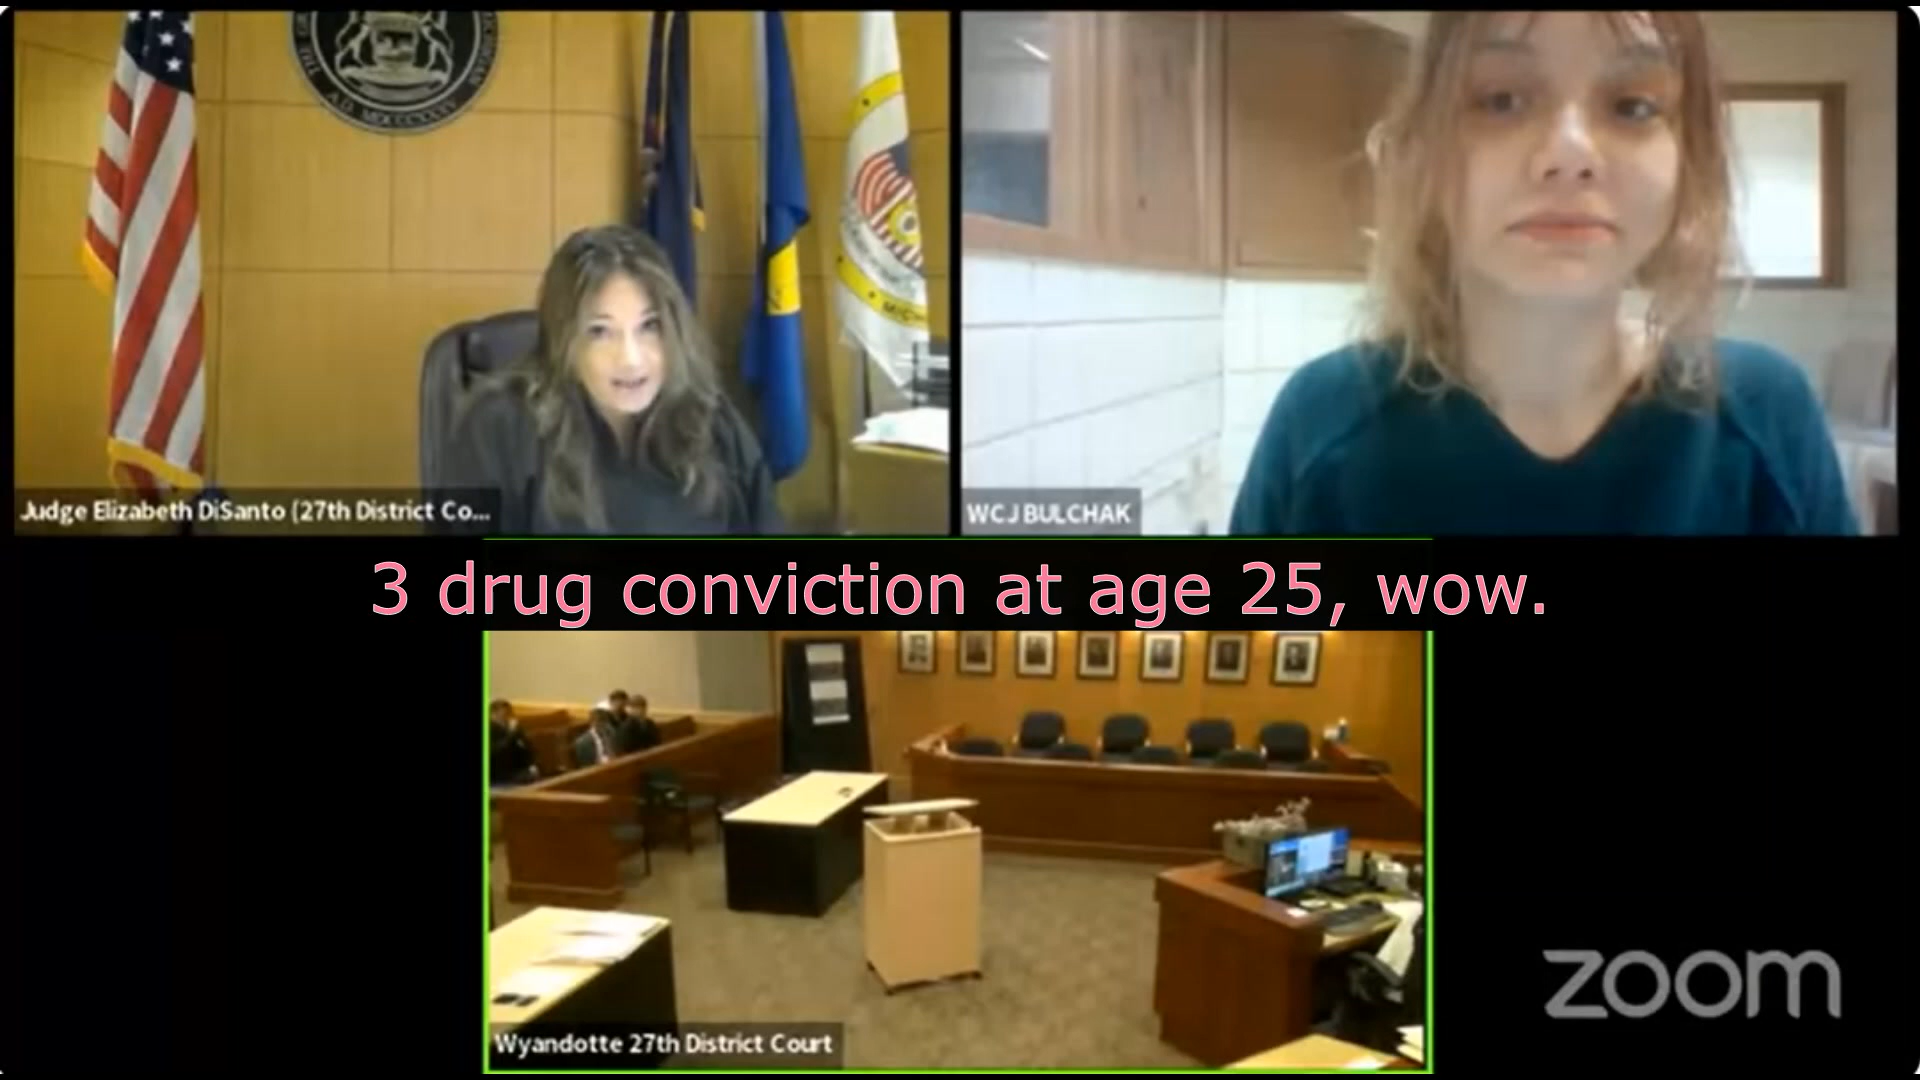 Judge Elizabeth DiSanto (27th District Co...
WCJ BULCHAK
3 drug conviction at age 25, wow.
Wyandotte 27th District Court
zoom